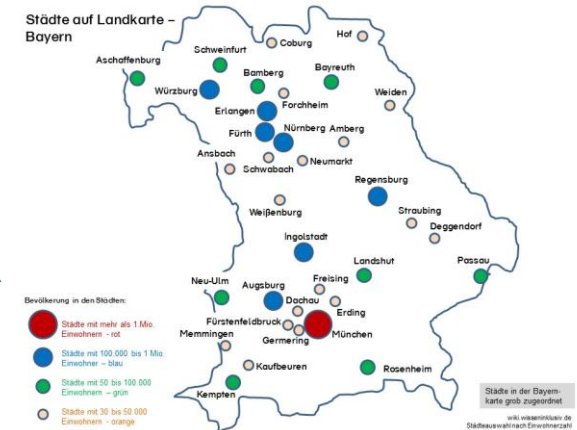 Städte auf Landkarte –
Bayern
Hof
Coburg
Schweinfurt
Aschaffenburg
Bamberg
Bayreuth
Würzburg
Weiden
Forchheim
Erlangen
Fürth
Nürnberg
Amberg
Ansbach
Schwabach
Neumarkt
Regensburg
Weißenburg
Straubing
Deggendorf
Ingolstadt
Landshut
Passau
Neu-Ulm
Augsburg
Freising
Dachau
Erding
Fürstenfeldbruck
München
Memmingen
Germering
Kaufbeuren
Rosenheim
Kempten
Bevölkerung in den Städten:
Städte mit mehr als 1.Mio.
Einwohnern - rot
Städte mit 100.000 bis 1 Mio.
Einwohner – blau
Städte mit 50 bis 100.000
Einwohnern – grün
Städte mit 30 bis 50.000
Einwohnern - orange
Städte in der Bayern-
karte grob zugeordnet
wiki.wisseninklusiv.de
Städteauswahl nach Einwohnerzahl